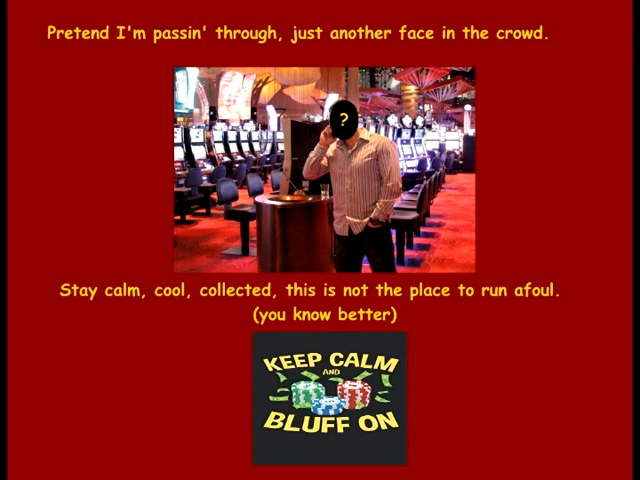 Pretend I'm passin' through, just another face in the crowd.
?
Stay calm, cool, collected, this is not the place to run afoul.
(you know better)
KEEP CALM
AND
BLUFF ON